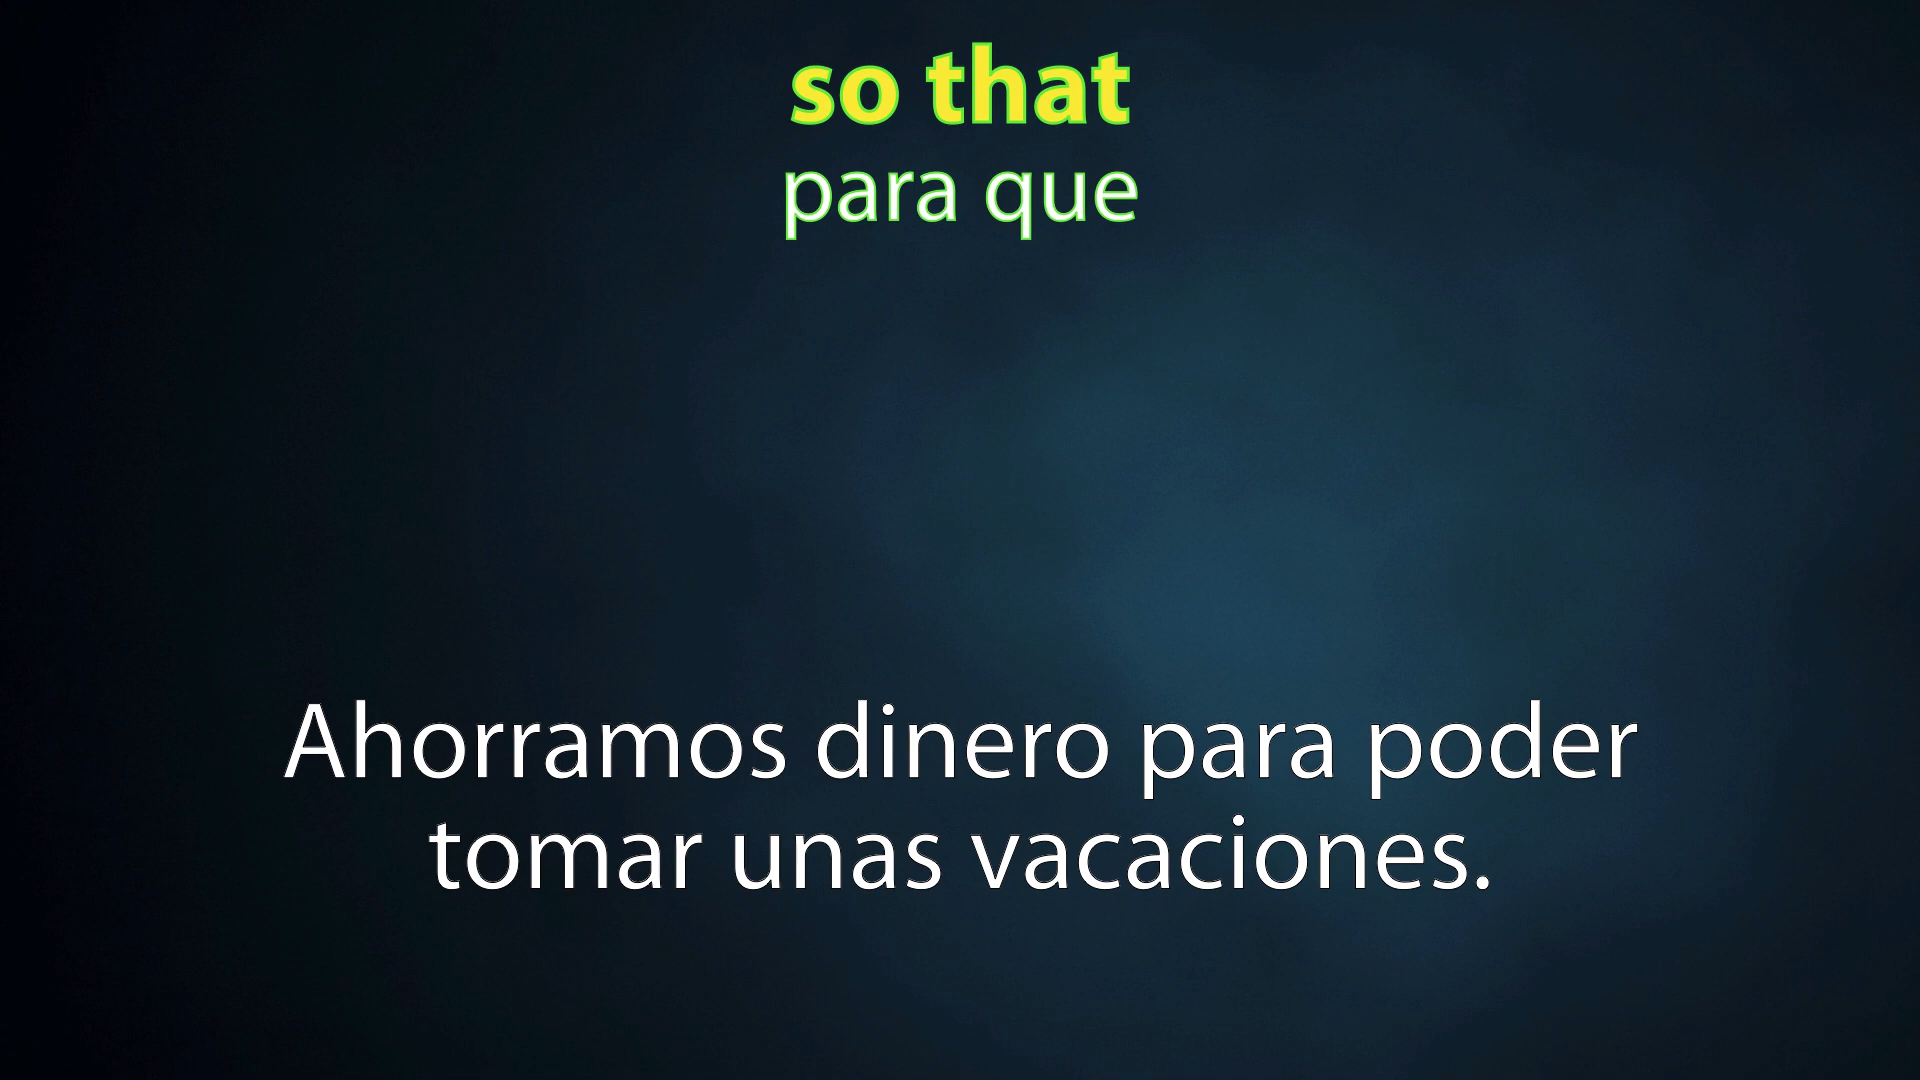 so that
para que
Ahorramos dinero para poder
tomar unas vacaciones.